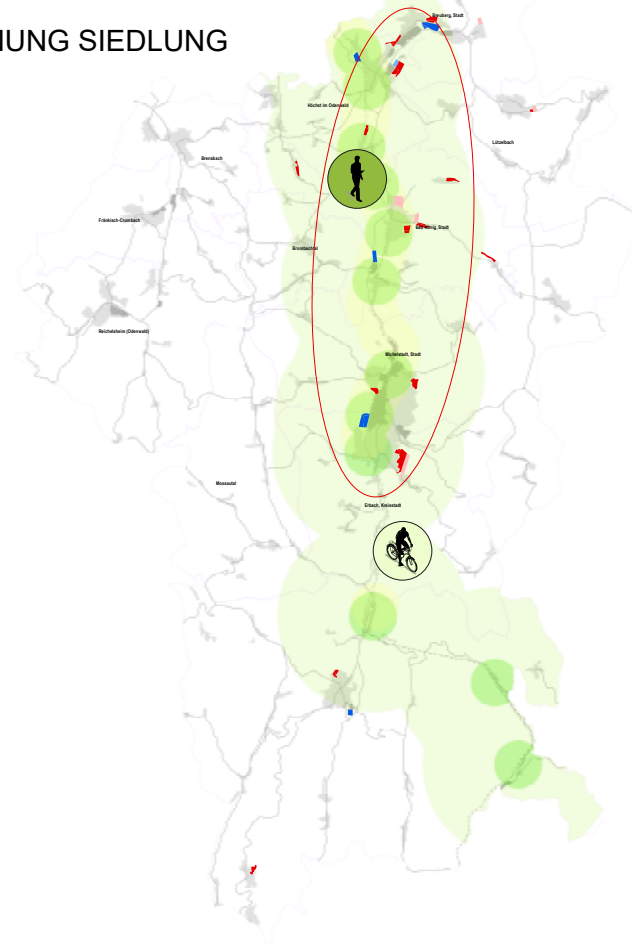 NUNG SIEDLUNG
Breuberg, Stadt
Höchst im Odenwald
Lützelbach
Brensbach
Fränkisch-Crumbach
Bad König, Stadt
Brombachtal
Reichelsheim (Odenwald)
Michelstadt, Stadt
Mossautal
Erbach, Kreisstadt